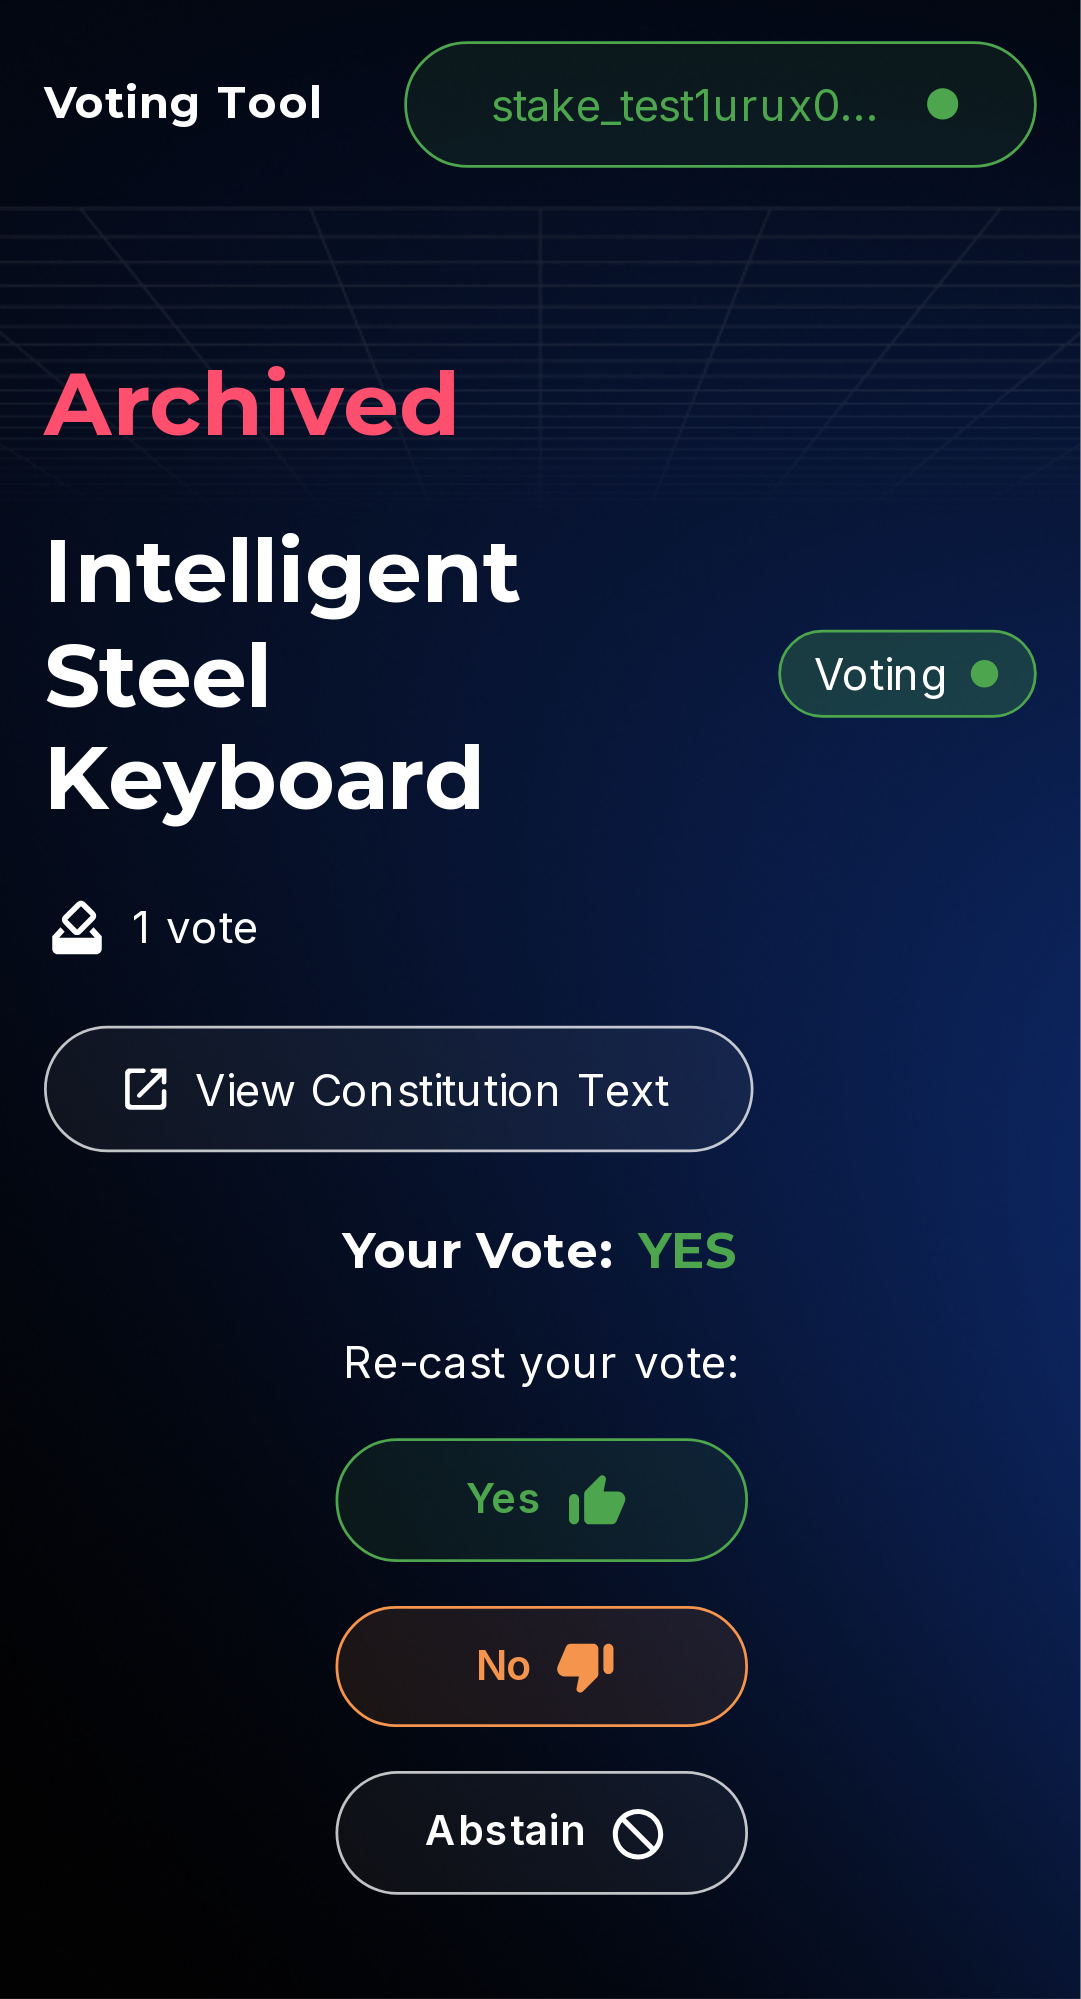 Voting Tool
stake_test1urux0...
Archived
Intelligent
Steel
Keyboard
Voting
1 vote
View Constitution Text
Your Vote: YES
Re-cast your vote:
Yes
No
Abstain